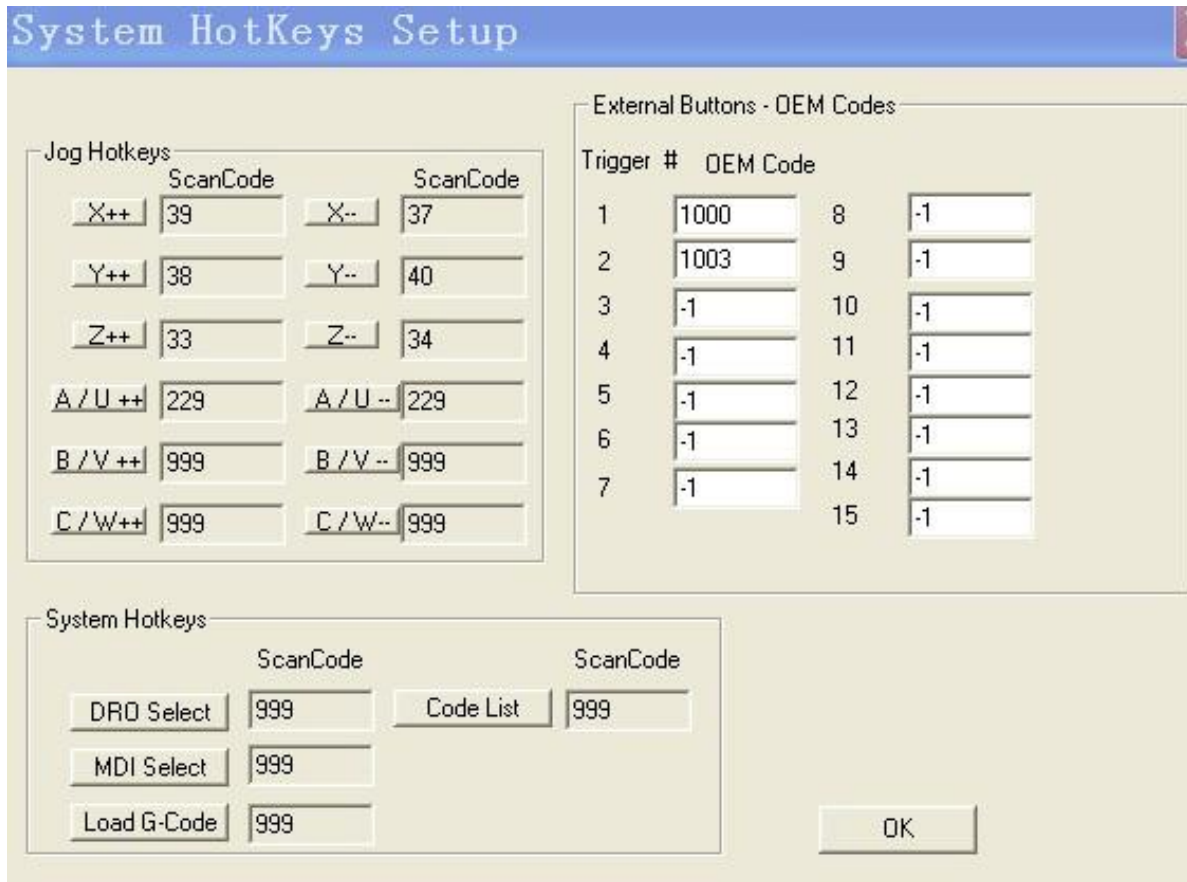 System HotKeys Setup
External Buttons - OEM Codes
Jog Hotkeys
Trigger # OEM Code
ScanCode ScanCode
X++ 39 X-- 37
1 1000 8 -1
Y++ 38 Y-- 40
2 1003 9 -1
3 -1 10 -1
Z++ 33 Z-- 34
4 -1 11 -1
A / U ++ 229 A / U -- 229
5 -1 12 -1
6 -1 13 -1
B / V ++ 999 B / V -- 999
7 -1 14 -1
C / W++ 999 C / W-- 999
15 -1
System Hotkeys
ScanCode ScanCode
DRO Select 999 Code List 999
MDI Select 999
Load G-Code 999
OK